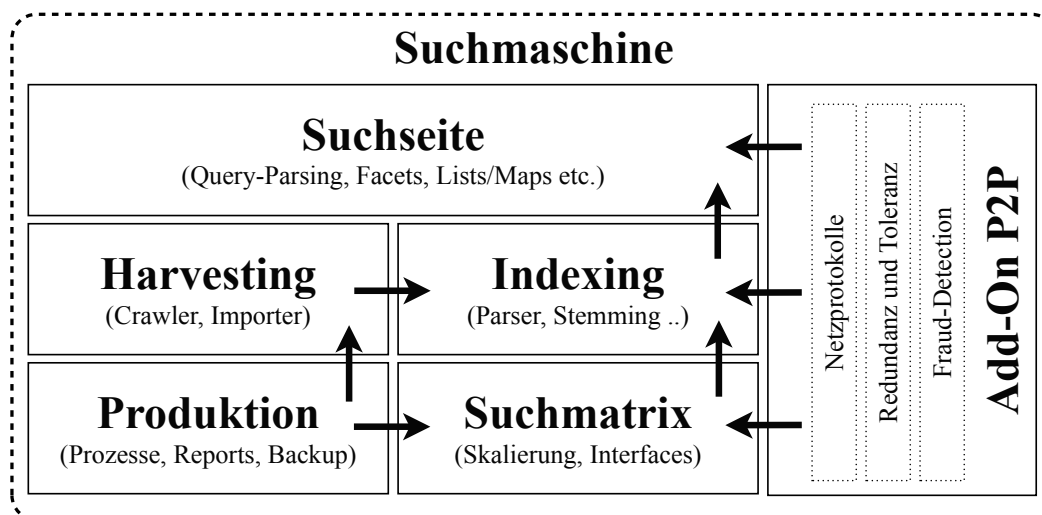 Suchmaschine
Suchseite
(Query-Parsing, Facets, Lists/Maps etc.)
Harvesting
(Crawler, Importer)
Indexing
(Parser, Stemming ..)
Produktion
(Prozesse, Reports, Backup)
Suchmatrix
(Skalierung, Interfaces)
Netzprotokolle
Redundanz und Toleranz
Fraud-Detection
Add-On P2P